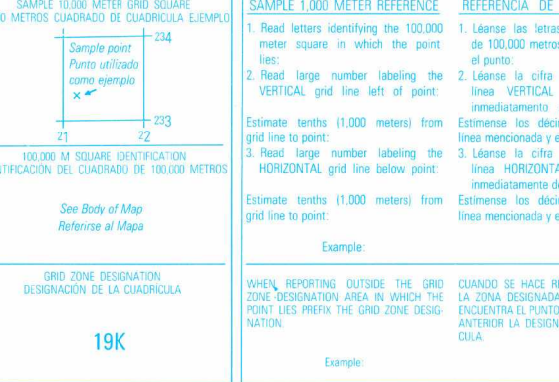 SAMPLE 10,000 METER GRID SQUARE
METROS CUADRADO DE CUADRICULA EJEMPLO
234
Sample point
Punto utilizado
como ejemplo
233
21 22
100,000 M SQUARE IDENTIFICATION
DEL CUADRADO DE 100,000 METROS
See Body of Map
Referirse al Mapa
GRID ZONE DESIGNATION
DESIGNACIÓN DE LA CUADRÍCULA
19K
SAMPLE 1,000 METER REFERENCE
1. Read letters identifying the 100,000
meter square in which the point
lies:
2. Read large number labeling the
VERTICAL grid line left of point:
Estimate tenths (1,000 meters) from
grid line to point:
3. Read large number labeling the
HORIZONTAL grid line below point:
Estimate tenths (1,000 meters) from
grid line to point:
Example:
WHEN REPORTING OUTSIDE THE GRID
ZONE DESIGNATION AREA IN WHICH THE
POINT LIES PREFIX THE GRID ZONE DESIG-
NATION.
Example:
REFERENCIA DE
1. Léanse las letras
de 100,000 metros
el punto:
2. Léanse la cifra
línea VERTICAL
inmediatamento
Estímense los déci
línea mencionada y e
3. Léanse la cifra
línea HORIZONTA
inmediatamente de
Estímense los déci
línea mencionada y e
CUANDO SE HACE RE
LA ZONA DESIGNADA
ENCUENTRA EL PUNTO
ANTERIOR LA DESIGN
CULA.